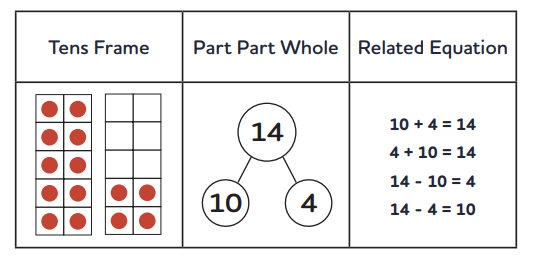 Tens Frame
Part Part Whole
Related Equation
14
10
4
10 + 4 = 14
4 + 10 = 14
14 - 10 = 4
14 - 4 = 10